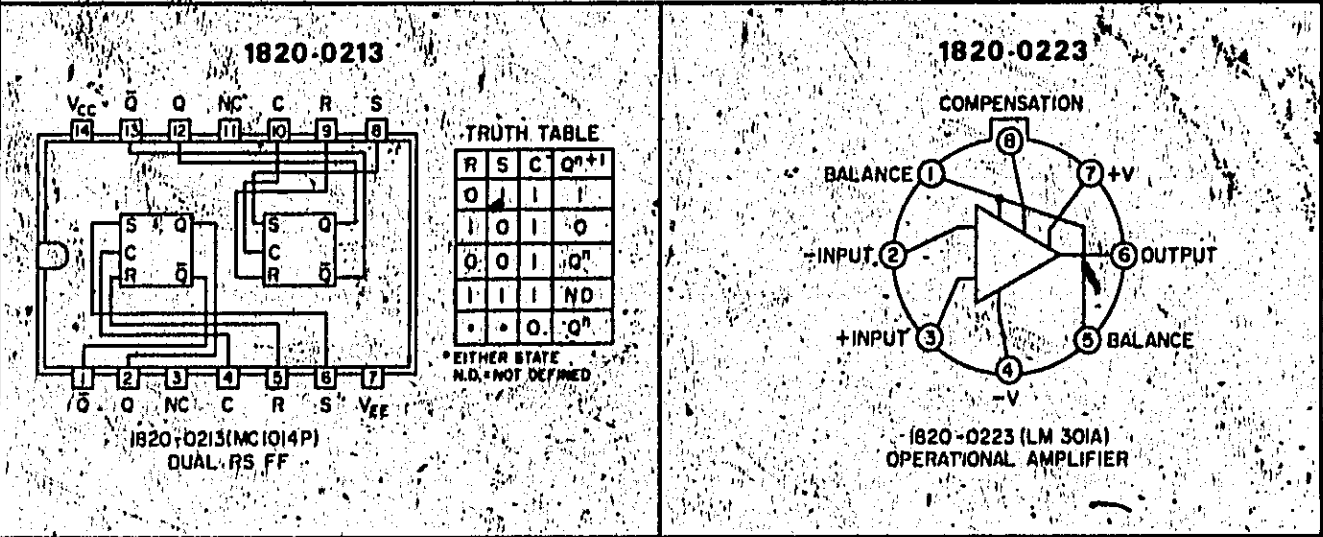 1820-0213
V_CC Q̄ Q NC C R S
14 13 12 11 10 9 8
S Q
C
R Q̄
S Q
C
R Q̄
1 2 3 4 5 6 7
Q̄ Q NC C R S V_EE
TRUTH TABLE
R S C Qⁿ⁺¹
0 1 1 1
1 0 1 0
0 0 1 Qⁿ
1 1 1 ND
* * 0 Qⁿ
*EITHER STATE
N.D.=NOT DEFINED
1820-0213(MC1014P)
DUAL RS FF
1820-0223
COMPENSATION
8
BALANCE 1
7 +V
-INPUT 2
-
6 OUTPUT
+INPUT 3
5 BALANCE
4
-V
1820-0223 (LM 301A)
OPERATIONAL AMPLIFIER